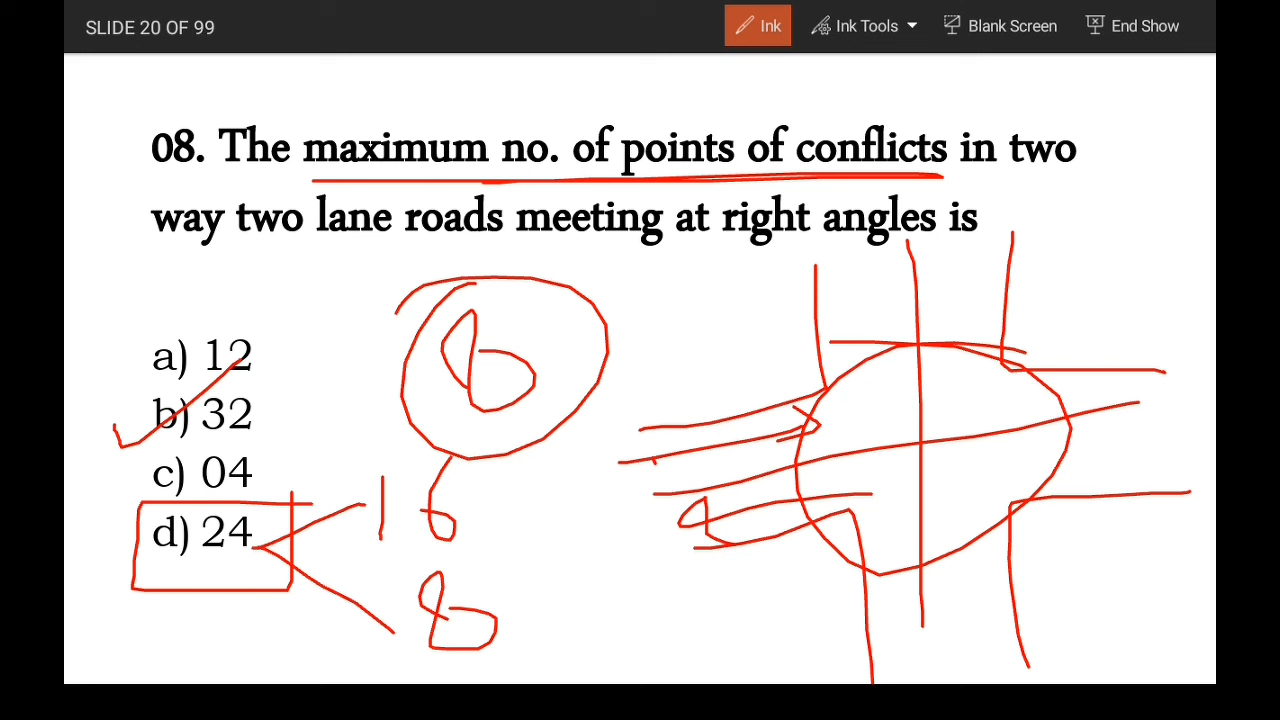 SLIDE 20 OF 99
Ink
Ink Tools
Blank Screen
End Show
08. The maximum no. of points of conflicts in two
way two lane roads meeting at right angles is
a) 12
b) 32
c) 04
d) 24